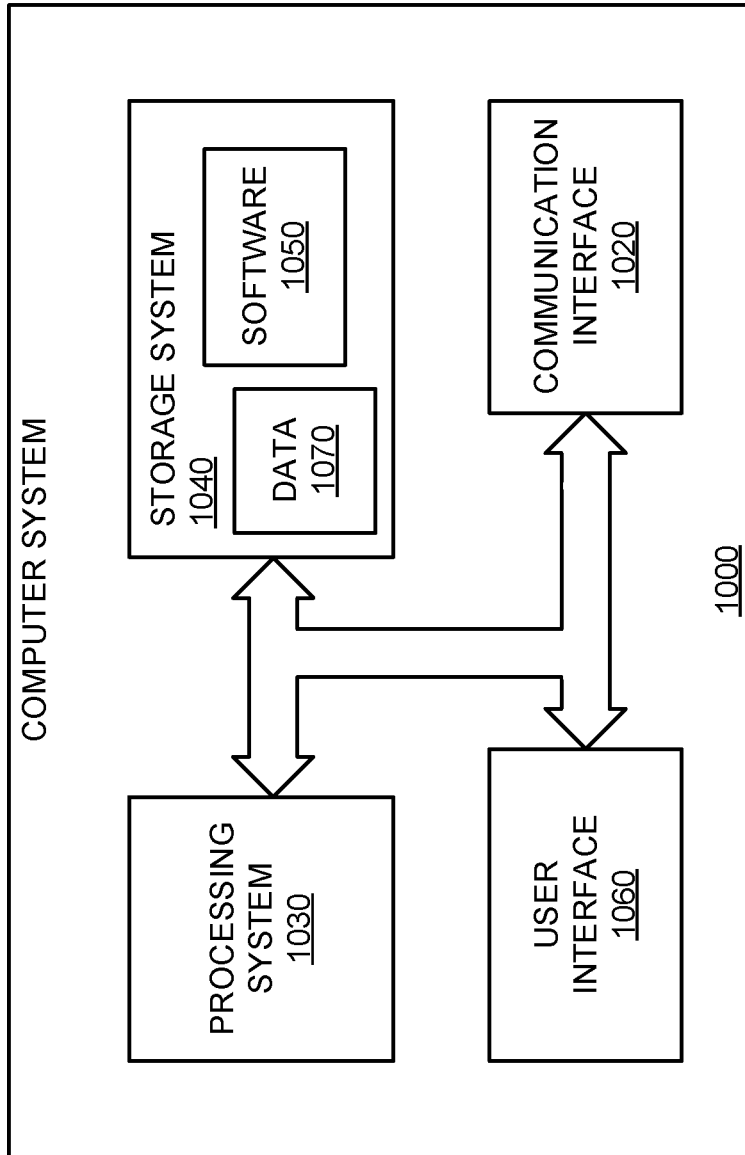 COMPUTER SYSTEM
PROCESSING
SYSTEM
1030
STORAGE SYSTEM
1040
DATA
1070
SOFTWARE
1050
USER
INTERFACE
1060
COMMUNICATION
INTERFACE
1020
1000